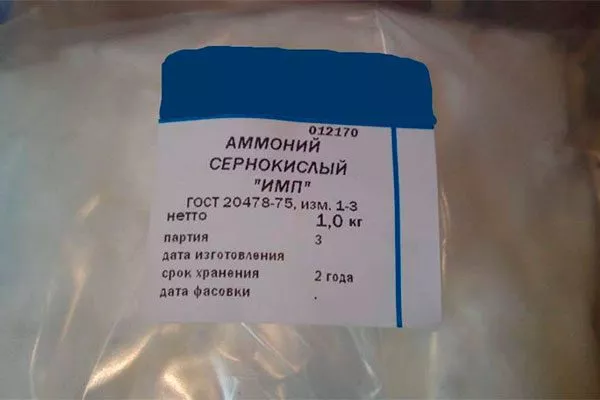 012170
АММОНИЙ
СЕРНОКИСЛЫЙ
"ИМП"
ГОСТ 20478-75, изм. 1-3
нетто 1,0 кг
партия 3
дата изготовления
срок хранения 2 года
дата фасовки .